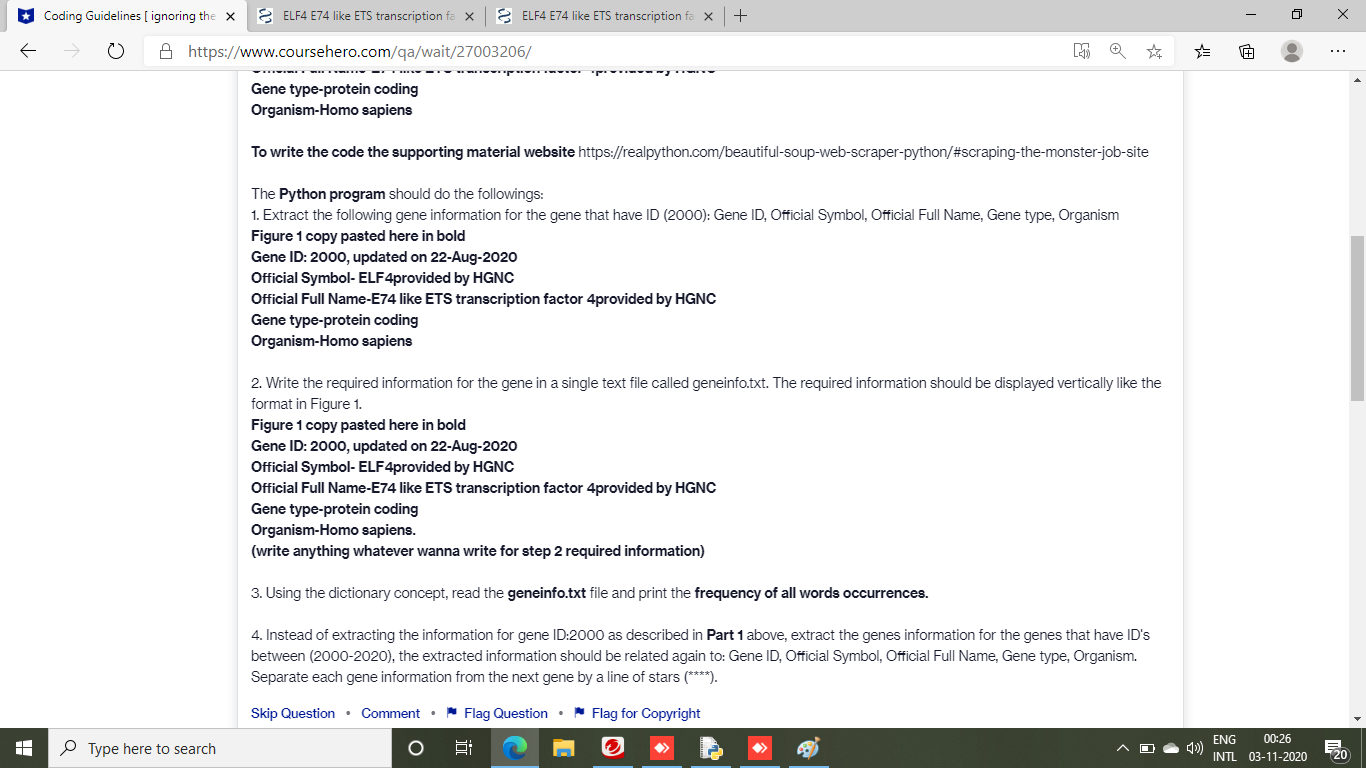 Coding Guidelines [ ignoring the
ELF4 E74 like ETS transcription fa
ELF4 E74 like ETS transcription fa
https://www.coursehero.com/qa/wait/27003206/
Official Full Name-E74 like ETS transcription factor 4provided by HGNC
Gene type-protein coding
Organism-Homo sapiens
To write the code the supporting material website https://realpython.com/beautiful-soup-web-scraper-python/#scraping-the-monster-job-site
The Python program should do the followings:
1. Extract the following gene information for the gene that have ID (2000): Gene ID, Official Symbol, Official Full Name, Gene type, Organism
Figure 1 copy pasted here in bold
Gene ID: 2000, updated on 22-Aug-2020
Official Symbol- ELF4provided by HGNC
Official Full Name-E74 like ETS transcription factor 4provided by HGNC
Gene type-protein coding
Organism-Homo sapiens
2. Write the required information for the gene in a single text file called geneinfo.txt. The required information should be displayed vertically like the
format in Figure 1.
Figure 1 copy pasted here in bold
Gene ID: 2000, updated on 22-Aug-2020
Official Symbol- ELF4provided by HGNC
Official Full Name-E74 like ETS transcription factor 4provided by HGNC
Gene type-protein coding
Organism-Homo sapiens.
(write anything whatever wanna write for step 2 required information)
3. Using the dictionary concept, read the geneinfo.txt file and print the frequency of all words occurrences.
4. Instead of extracting the information for gene ID:2000 as described in Part 1 above, extract the genes information for the genes that have ID's
between (2000-2020), the extracted information should be related again to: Gene ID, Official Symbol, Official Full Name, Gene type, Organism.
Separate each gene information from the next gene by a line of stars (****).
Skip Question • Comment • Flag Question • Flag for Copyright
Type here to search
ENG
INTL
00:26
03-11-2020
20